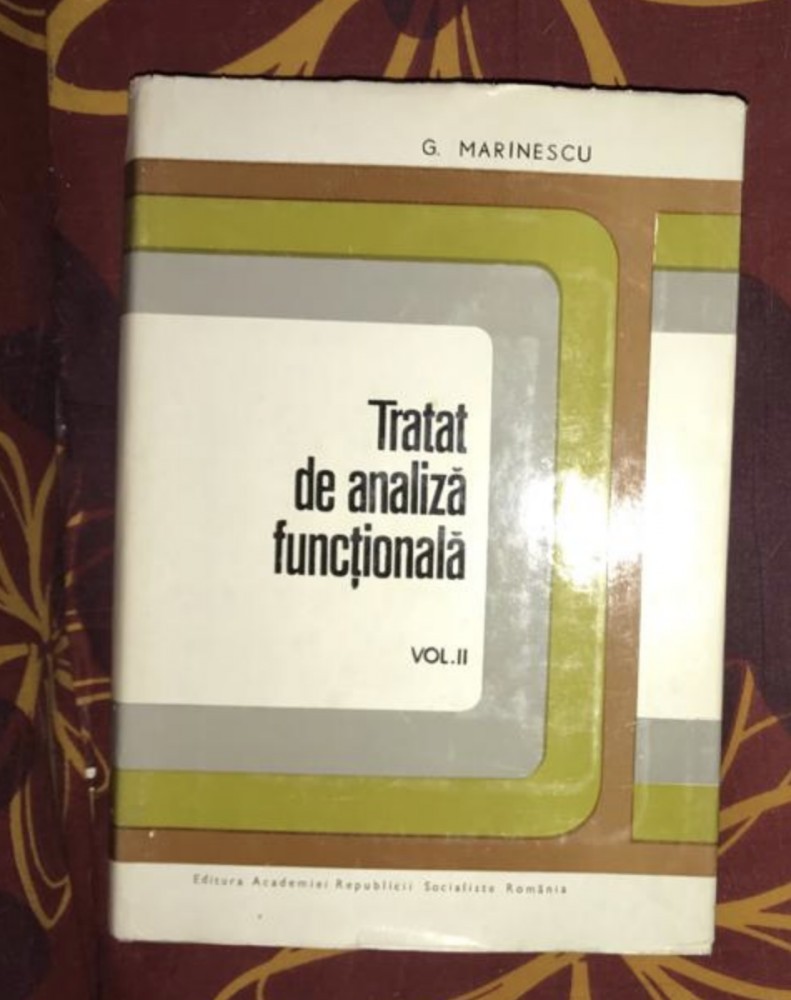 G. MARINESCU
Tratat
de analiză
funcțională
VOL.II
Editura Academiei Republicii Socialiste România